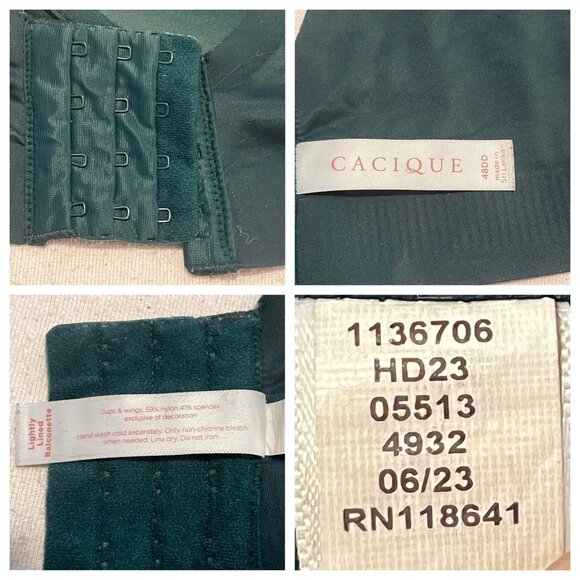 CACIQUE
48DD
made in
Sri Lanka
Lightly
Lined
Balconette
cups & wings: 59% nylon 41% spandex
exclusive of decoration
Hand wash cold separately. Only non-chlorine bleach
when needed. Line dry. Do not iron.
1136706
HD23
05513
4932
06/23
RN118641